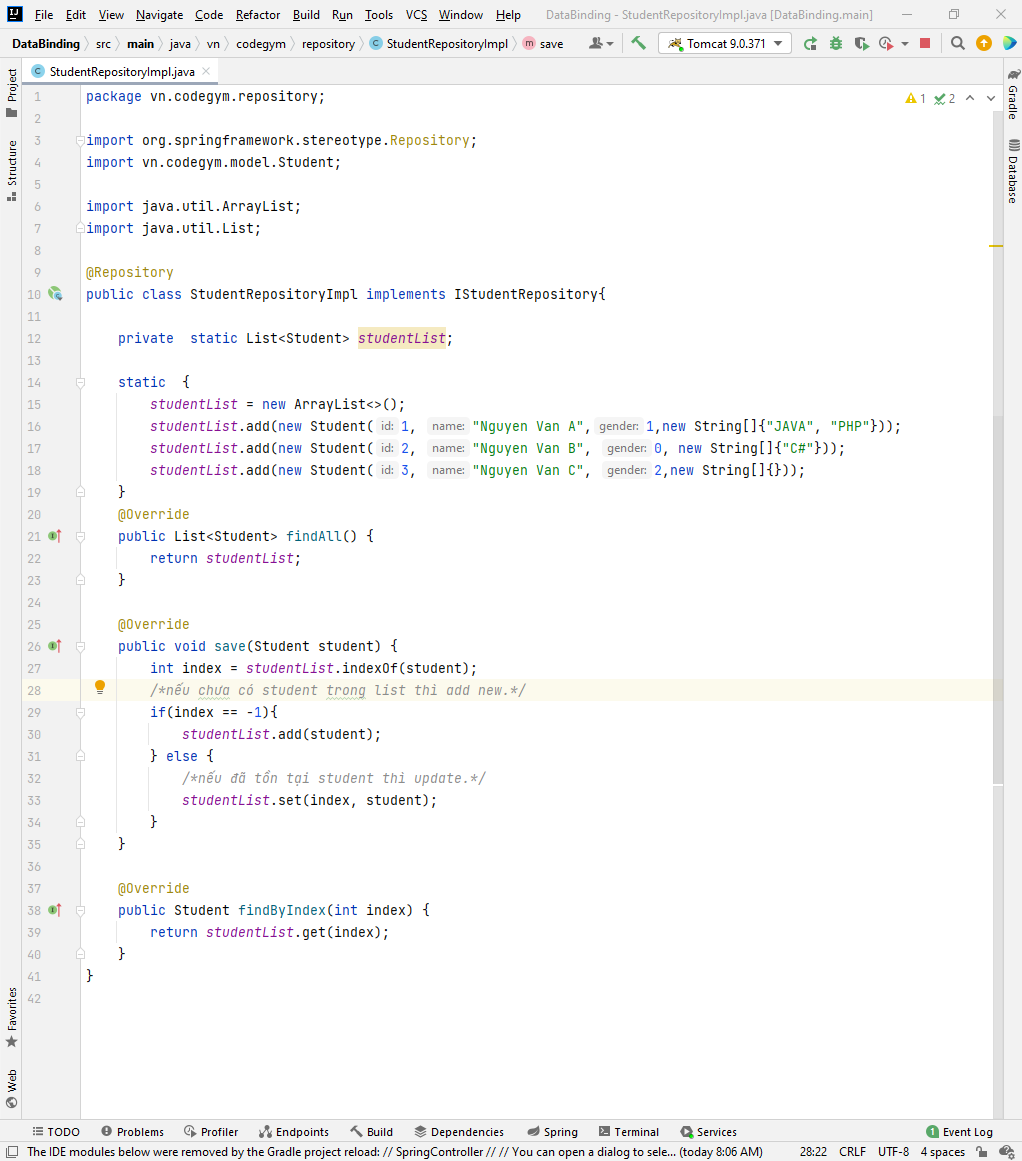 File Edit View Navigate Code Refactor Build Run Tools VCS Window Help DataBinding - StudentRepositoryImpl.java [DataBinding.main]
DataBinding src main java vn codegym repository StudentRepositoryImpl save Tomcat 9.0.371
StudentRepositoryImpl.java
Project
Structure
Favorites
Web
Gradle
Database
1 2
1 package vn.codegym.repository;
2
3 import org.springframework.stereotype.Repository;
4 import vn.codegym.model.Student;
5
6 import java.util.ArrayList;
7 import java.util.List;
8
9 @Repository
10 public class StudentRepositoryImpl implements IStudentRepository{
11
12 private  static List<Student> studentList;
13
14 static  {
15 studentList = new ArrayList<>();
16 studentList.add(new Student( id: 1, name: "Nguyen Van A", gender: 1,new String[]{"JAVA", "PHP"}));
17 studentList.add(new Student( id: 2, name: "Nguyen Van B", gender: 0, new String[]{"C#"}));
18 studentList.add(new Student( id: 3, name: "Nguyen Van C", gender: 2,new String[]{}));
19 }
20 @Override
21 public List<Student> findAll() {
22 return studentList;
23 }
24
25 @Override
26 public void save(Student student) {
27 int index = studentList.indexOf(student);
28 /*nếu chưa có student trong list thì add new.*/
29 if(index == -1){
30 studentList.add(student);
31 } else {
32 /*nếu đã tồn tại student thì update.*/
33 studentList.set(index, student);
34 }
35 }
36
37 @Override
38 public Student findByIndex(int index) {
39 return studentList.get(index);
40 }
41 }
42
TODO Problems Profiler Endpoints Build Dependencies Spring Terminal Services 1 Event Log
The IDE modules below were removed by the Gradle project reload: // SpringController // // You can open a dialog to sele... (today 8:06 AM) 28:22 CRLF UTF-8 4 spaces